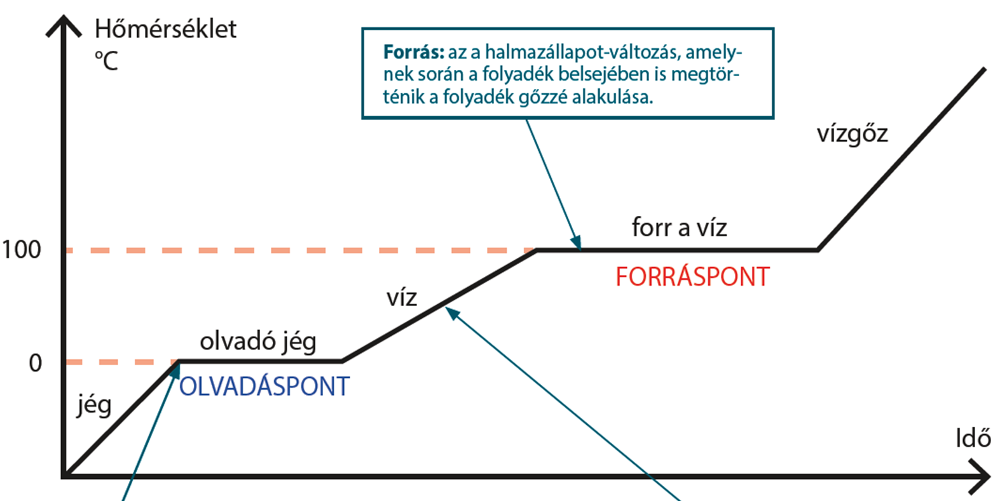 Hőmérséklet
°C
Forrás: az a halmazállapot-változás, amely-
nek során a folyadék belsejében is megtör-
ténik a folyadék gőzzé alakulása.
vízgőz
forr a víz
100
FORRÁSPONT
víz
olvadó jég
0
OLVADÁSPONT
jég
Idő